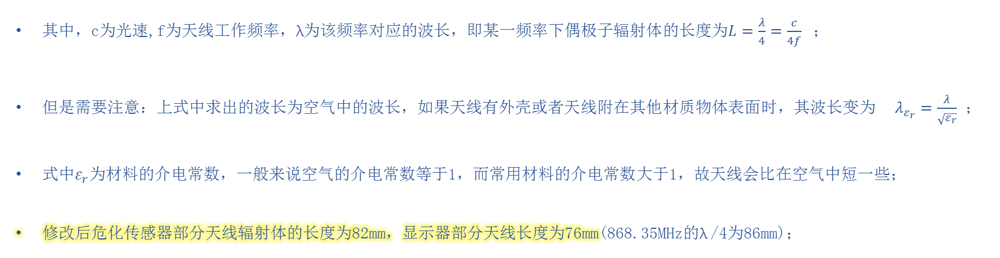 • 其中，c为光速,f为天线工作频率，λ为该频率对应的波长，即某一频率下偶极子辐射体的长度为L = λ/4 = c/4f ；
• 但是需要注意：上式中求出的波长为空气中的波长，如果天线有外壳或者天线附在其他材质物体表面时，其波长变为 λ_εr = λ/√εr ；
• 式中εr为材料的介电常数，一般来说空气的介电常数等于1，而常用材料的介电常数大于1，故天线会比在空气中短一些；
• 修改后危化传感器部分天线辐射体的长度为82mm，显示器部分天线长度为76mm(868.35MHz的λ/4为86mm)；